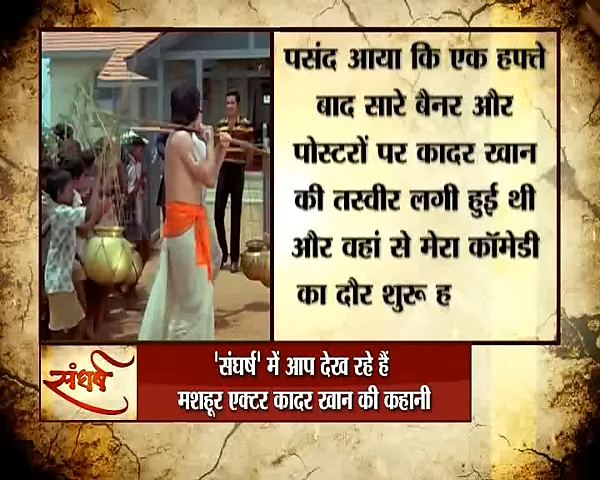 पसंद आया कि एक हफ्ते
बाद सारे बैनर और
पोस्टरों पर कादर खान
की तस्वीर लगी हुई थी
और वहां से मेरा कॉमेडी
का दौर शुरू ह
संघर्ष
'संघर्ष' में आप देख रहे हैं
मशहूर एक्टर कादर खान की कहानी